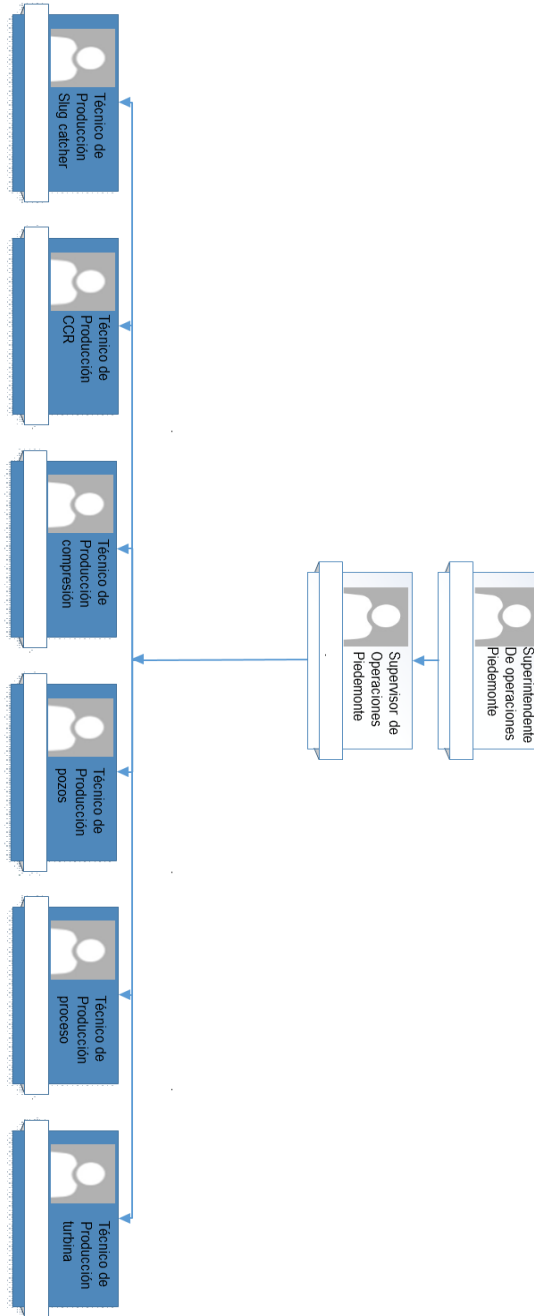 Superintendente
De operaciones
Piedemonte
Supervisor de
Operaciones
Piedemonte
Técnico de
Producción
Slug catcher
Técnico de
Producción
CCR
Técnico de
Producción
compresión
Técnico de
Producción
pozos
Técnico de
Producción
proceso
Técnico de
Producción
turbina